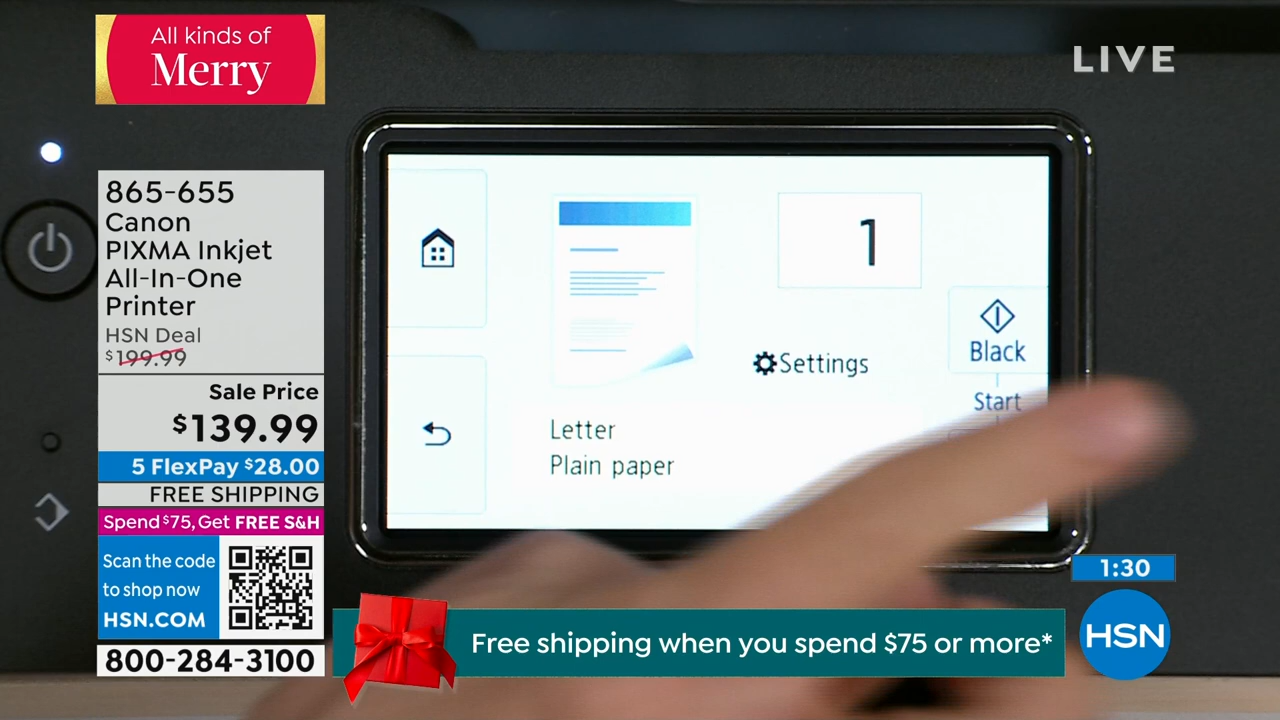 All kinds of
Merry
LIVE
865-655
Canon
PIXMA Inkjet
All-In-One
Printer
HSN Deal
$199.99
Sale Price
$139.99
5 FlexPay $28.00
FREE SHIPPING
Spend $75, Get FREE S&H
Scan the code
to shop now
HSN.COM
800-284-3100
1
Black
Start
Settings
Letter
Plain paper
1:30
Free shipping when you spend $75 or more*
HSN